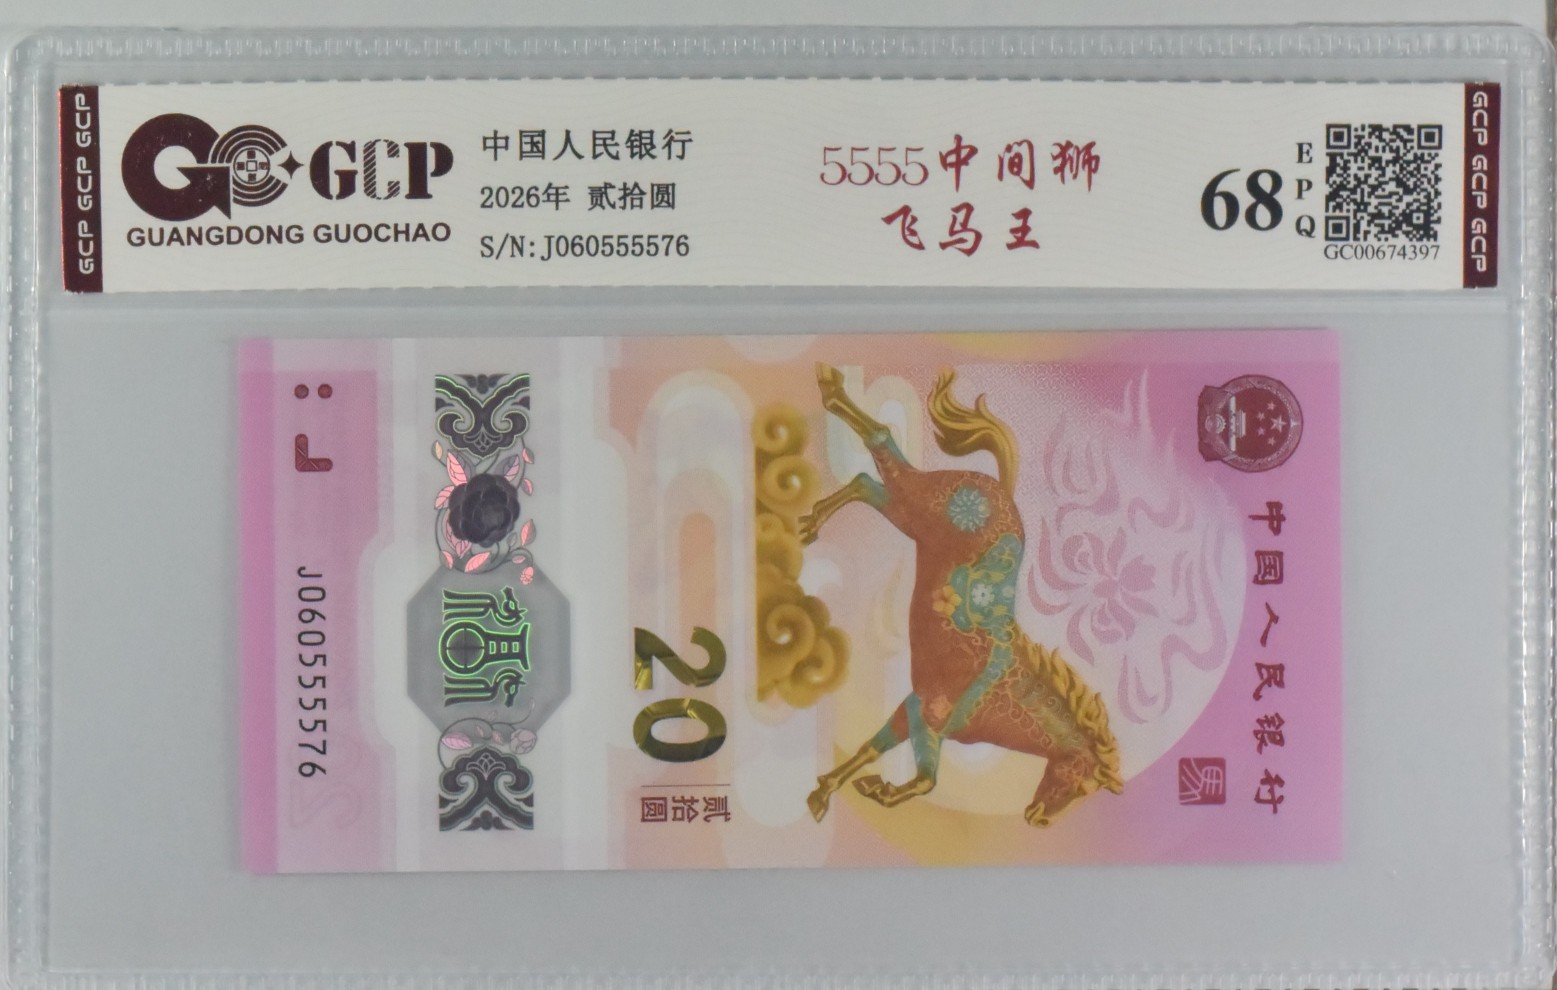 GCP GCP GCP
GCP
GUANGDONG GUOCHAO
中国人民银行
2026年 贰拾圆
S/N:J060555576
5555中间狮
飞马王
68
EPQ
GC00674397
GCP GCP GCP
中国人民银行
马
20
贰拾圆
J060555576